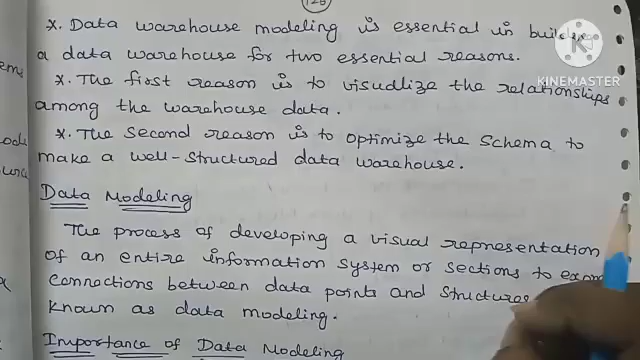 128
x. Data warehouse modeling is essential in
a data warehouse for two essential reasons.
KINEMASTER
x. The first reason is to visualize the relationships
among the warehouse data.
x. The second reason is to optimize the schema to
make a well-structured data warehouse.
Data Modeling
The process of developing a visual representation
of an entire information system or sections to
connections between data points and
known as data modeling.
Importance of Data Modeling